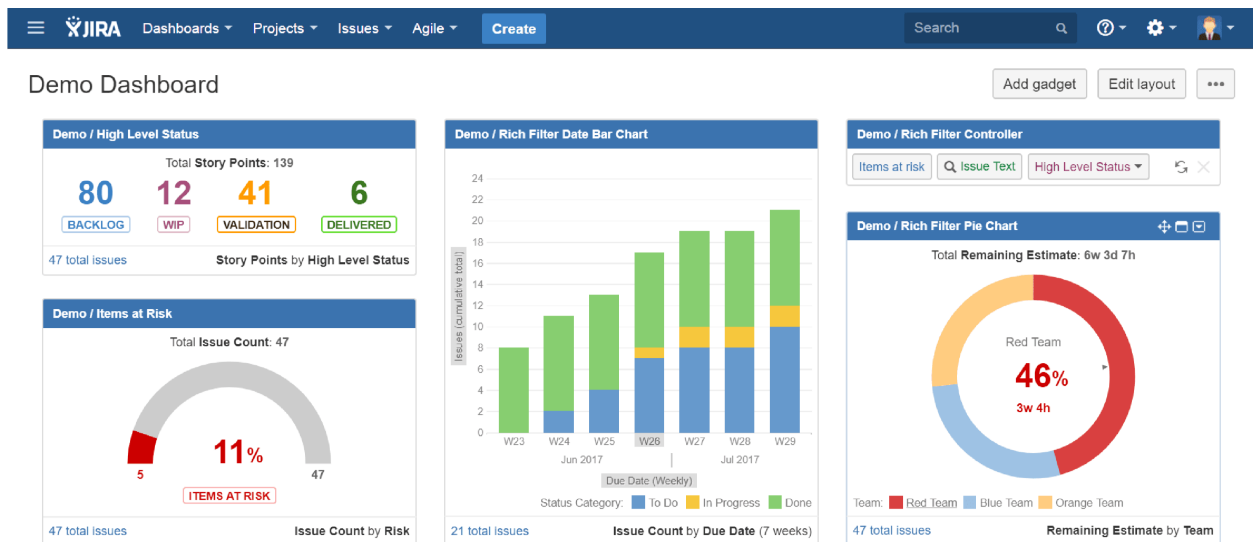 JIRA Dashboards Projects Issues Agile Create Search
Demo Dashboard
Add gadget Edit layout
Demo / High Level Status
Total Story Points: 139
80 12 41 6
BACKLOG WIP VALIDATION DELIVERED
47 total issues Story Points by High Level Status
Demo / Items at Risk
Total Issue Count: 47
11%
5 47
ITEMS AT RISK
47 total issues Issue Count by Risk
Demo / Rich Filter Date Bar Chart
Issues (cumulative total)
24
22
20
18
16
14
12
10
8
6
4
2
0
W23 W24 W25 W26 W27 W28 W29
Jun 2017 Jul 2017
Due Date (Weekly)
Status Category: To Do In Progress Done
21 total issues Issue Count by Due Date (7 weeks)
Demo / Rich Filter Controller
Items at risk Issue Text High Level Status
Demo / Rich Filter Pie Chart
Total Remaining Estimate: 6w 3d 7h
Red Team
46%
3w 4h
Team: Red Team Blue Team Orange Team
47 total issues Remaining Estimate by Team